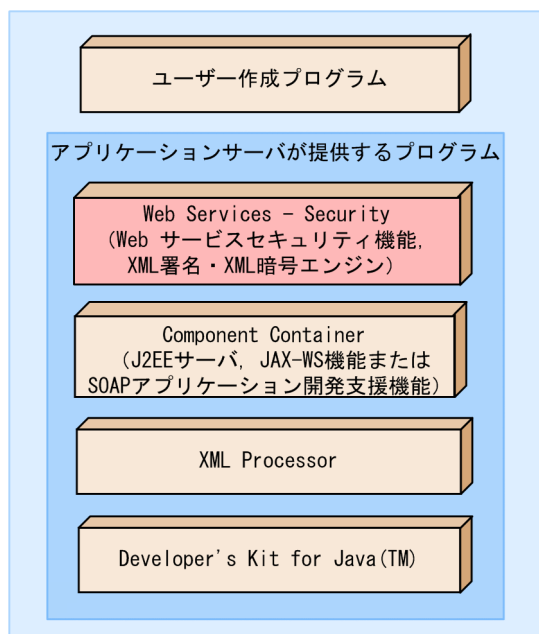 ユーザー作成プログラム
アプリケーションサーバが提供するプログラム
Web Services - Security
(Web サービスセキュリティ機能,
XML署名・XML暗号エンジン)
Component Container
(J2EEサーバ, JAX-WS機能または
SOAPアプリケーション開発支援機能)
XML Processor
Developer's Kit for Java(TM)